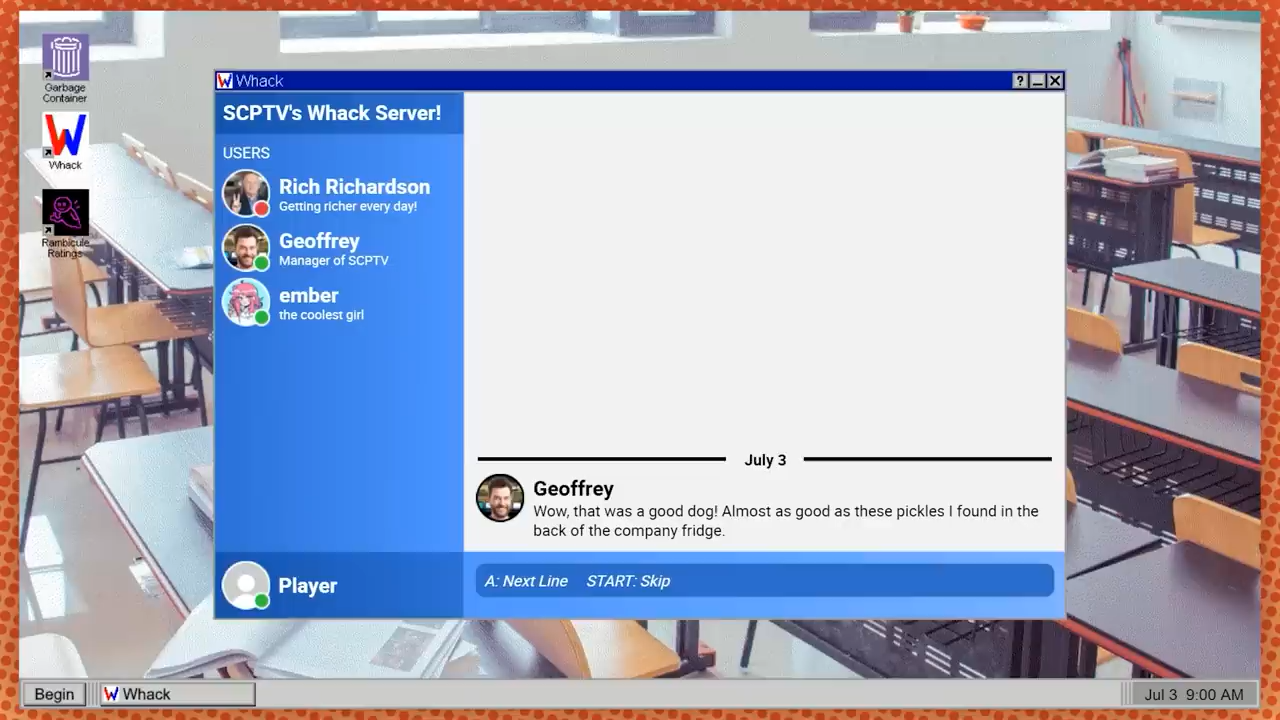 Garbage
Container
Whack
Rambicule
Ratings
Whack
SCPTV's Whack Server!
USERS
Rich Richardson
Getting richer every day!
Geoffrey
Manager of SCPTV
ember
the coolest girl
Player
July 3
Geoffrey
Wow, that was a good dog! Almost as good as these pickles I found in the
back of the company fridge.
A: Next Line START: Skip
Begin
Whack
Jul 3 9:00 AM